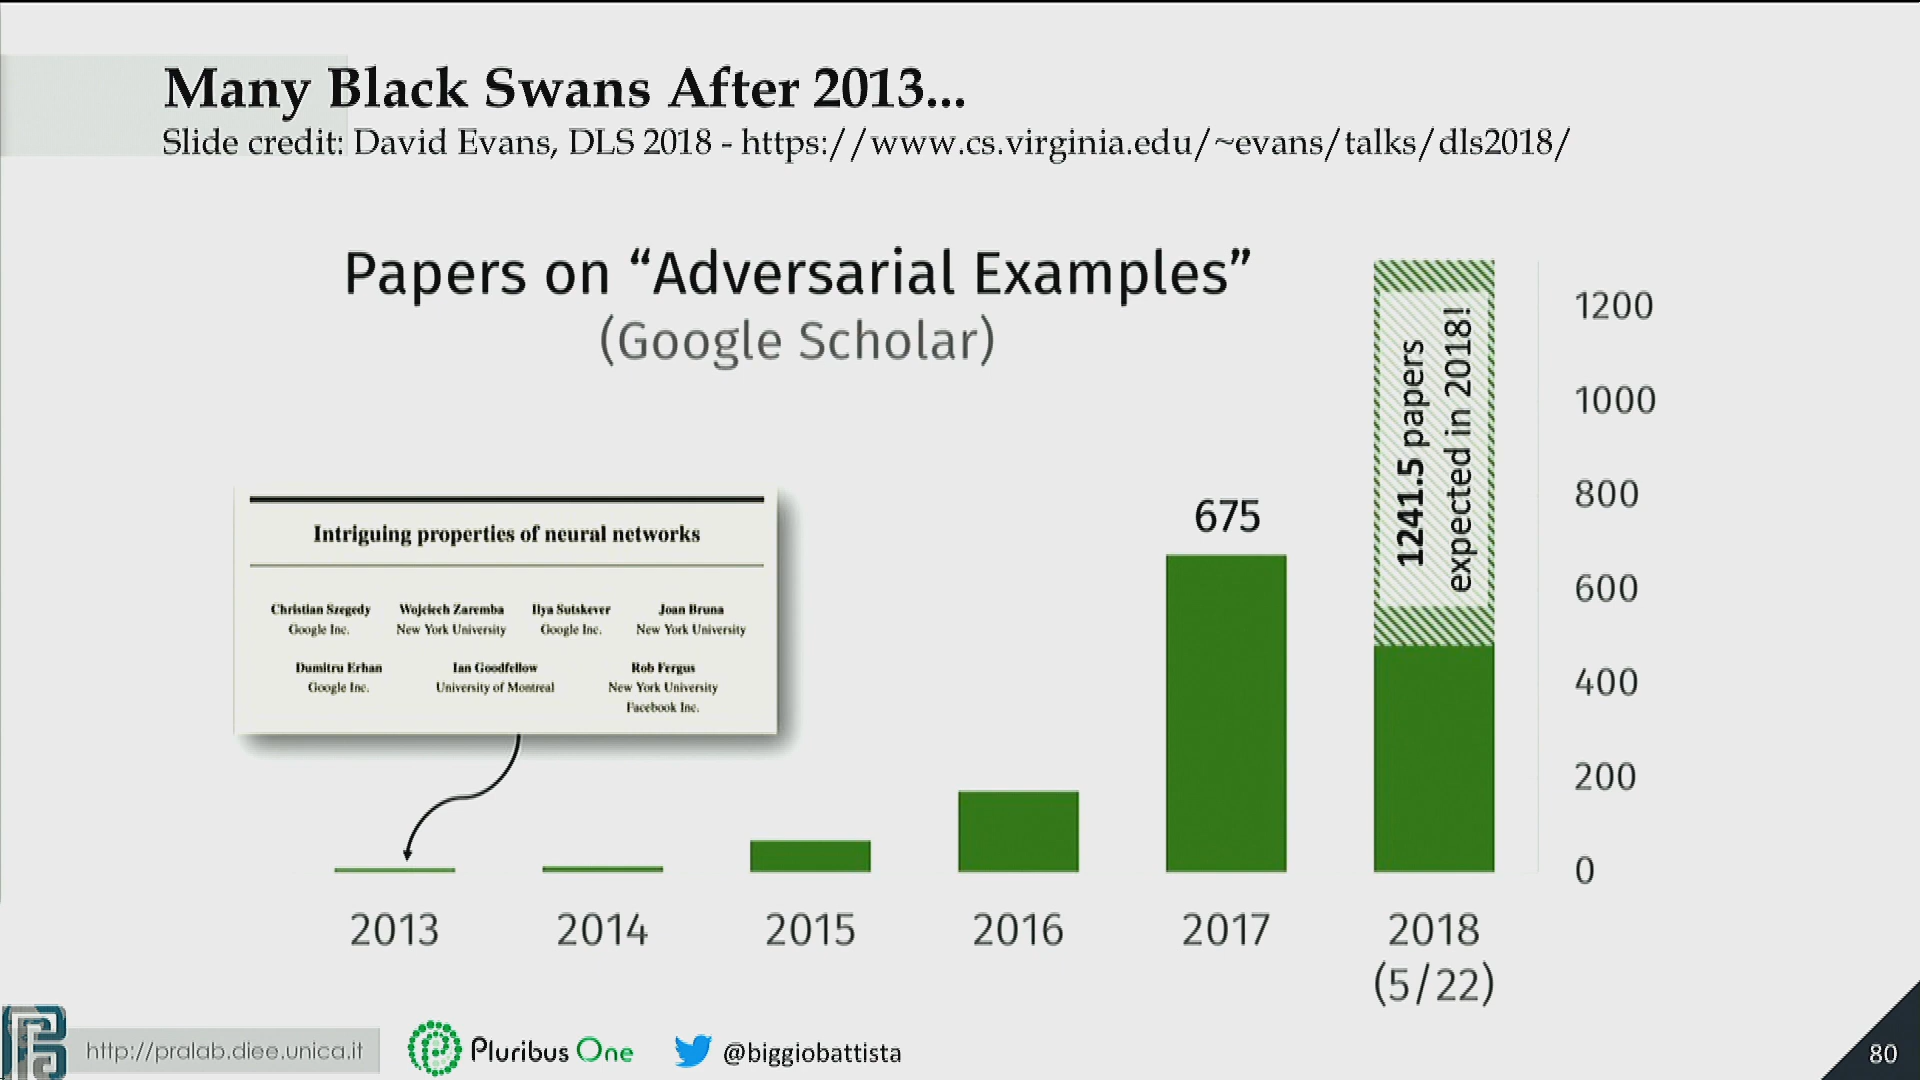 Many Black Swans After 2013...
Slide credit: David Evans, DLS 2018 - https://www.cs.virginia.edu/~evans/talks/dls2018/
Papers on “Adversarial Examples”
(Google Scholar)
Intriguing properties of neural networks
Christian Szegedy Wojciech Zaremba Ilya Sutskever Joan Bruna
Google Inc. New York University Google Inc. New York University
Dumitru Erhan Ian Goodfellow Rob Fergus
Google Inc. University of Montreal New York University
Facebook Inc.
675
1241.5 papers
expected in 2018!
1200
1000
800
600
400
200
0
2013 2014 2015 2016 2017 2018
(5/22)
http://pralab.diee.unica.it
Pluribus One
@biggiobattista
80